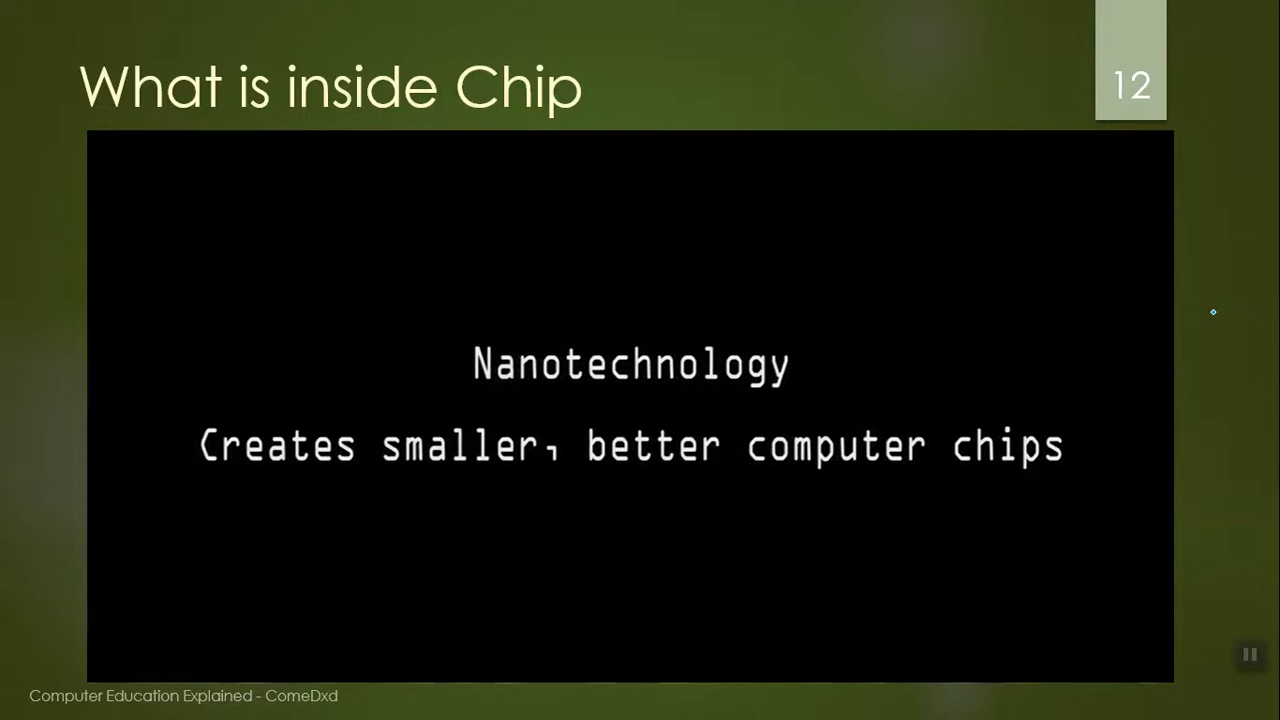 What is inside Chip
12
Nanotechnology
Creates smaller, better computer chips
Computer Education Explained - ComeDxd